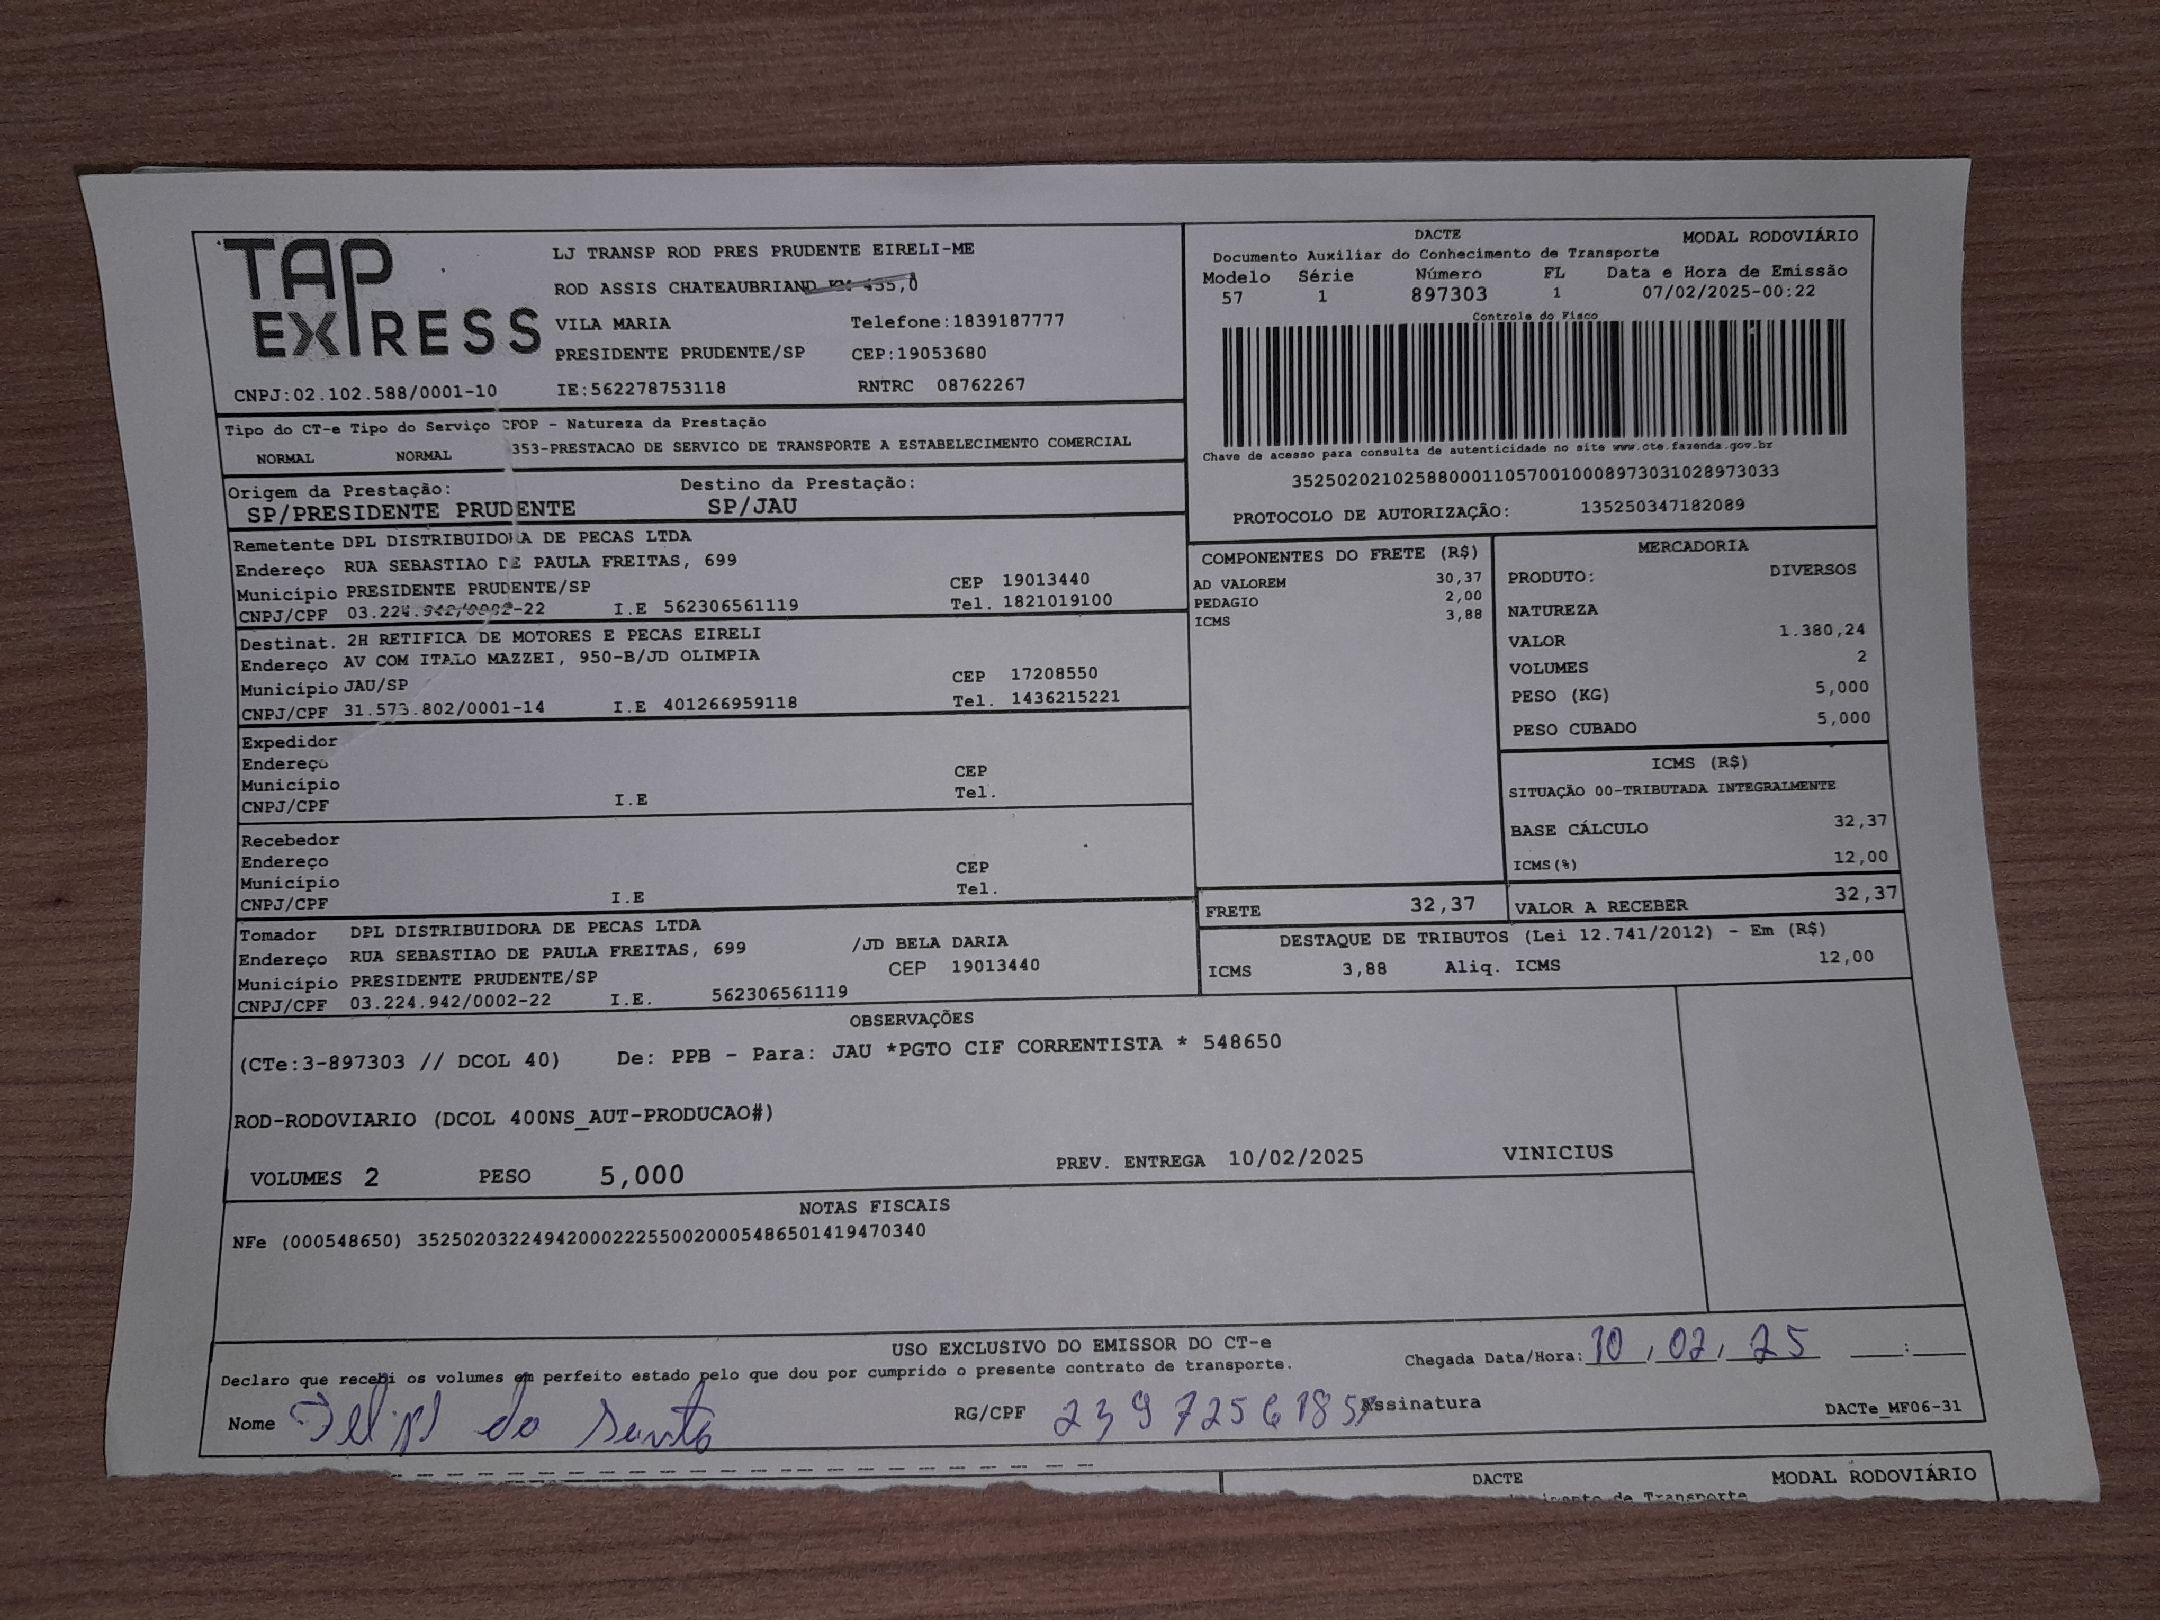 TAP
EXPRESS
LJ TRANSP ROD PRES PRUDENTE EIRELI-ME
ROD ASSIS CHATEAUBRIAND KM 455,0
VILA MARIA Telefone:1839187777
PRESIDENTE PRUDENTE/SP CEP:19053680
CNPJ:02.102.588/0001-10 IE:562278753118 RNTRC 08762267
DACTE MODAL RODOVIÁRIO
Documento Auxiliar do Conhecimento de Transporte
Modelo Série Número FL Data e Hora de Emissão
57 1 897303 1 07/02/2025-00:22
Controle do Fisco
Chave de acesso para consulta de autenticidade no site www.cte.fazenda.gov.br
35250202102588000110570010008973031028973033
PROTOCOLO DE AUTORIZAÇÃO: 135250347182089
Tipo do CT-e Tipo do Serviço CFOP - Natureza da Prestação
NORMAL NORMAL 353-PRESTACAO DE SERVICO DE TRANSPORTE A ESTABELECIMENTO COMERCIAL
Origem da Prestação: Destino da Prestação:
SP/PRESIDENTE PRUDENTE SP/JAU
Remetente DPL DISTRIBUIDORA DE PECAS LTDA
Endereço RUA SEBASTIAO DE PAULA FREITAS, 699
Município PRESIDENTE PRUDENTE/SP CEP 19013440
CNPJ/CPF 03.224.942/0002-22 I.E 562306561119 Tel. 1821019100
Destinat. 2H RETIFICA DE MOTORES E PECAS EIRELI
Endereço AV COM ITALO MAZZEI, 950-B/JD OLIMPIA
Município JAU/SP CEP 17208550
CNPJ/CPF 31.573.802/0001-14 I.E 401266959118 Tel. 1436215221
Expedidor
Endereço
Município CEP
CNPJ/CPF I.E Tel.
Recebedor
Endereço
Município CEP
CNPJ/CPF I.E Tel.
Tomador DPL DISTRIBUIDORA DE PECAS LTDA
Endereço RUA SEBASTIAO DE PAULA FREITAS, 699 /JD BELA DARIA
Município PRESIDENTE PRUDENTE/SP CEP 19013440
CNPJ/CPF 03.224.942/0002-22 I.E. 562306561119
COMPONENTES DO FRETE (R$)
AD VALOREM 30,37
PEDAGIO 2,00
ICMS 3,88
MERCADORIA
PRODUTO: DIVERSOS
NATUREZA
VALOR 1.380,24
VOLUMES 2
PESO (KG) 5,000
PESO CUBADO 5,000
ICMS (R$)
SITUAÇÃO 00-TRIBUTADA INTEGRALMENTE
BASE CÁLCULO 32,37
ICMS(%) 12,00
FRETE 32,37 VALOR A RECEBER 32,37
DESTAQUE DE TRIBUTOS (Lei 12.741/2012) - Em (R$)
ICMS 3,88 Aliq. ICMS 12,00
OBSERVAÇÕES
(CTe:3-897303 // DCOL 40) De: PPB - Para: JAU *PGTO CIF CORRENTISTA * 548650
ROD-RODOVIARIO (DCOL 400NS_AUT-PRODUCAO#)
VOLUMES 2 PESO 5,000 PREV. ENTREGA 10/02/2025 VINICIUS
NOTAS FISCAIS
NFe (000548650) 35250203224942000222550020005486501419470340
USO EXCLUSIVO DO EMISSOR DO CT-e
Declaro que recebi os volumes em perfeito estado pelo que dou por cumprido o presente contrato de transporte. Chegada Data/Hora: 10/02/25 :
Nome do RG/CPF Assinatura DACTe_MF06-31
DACTE MODAL RODOVIÁRIO
de Transporte